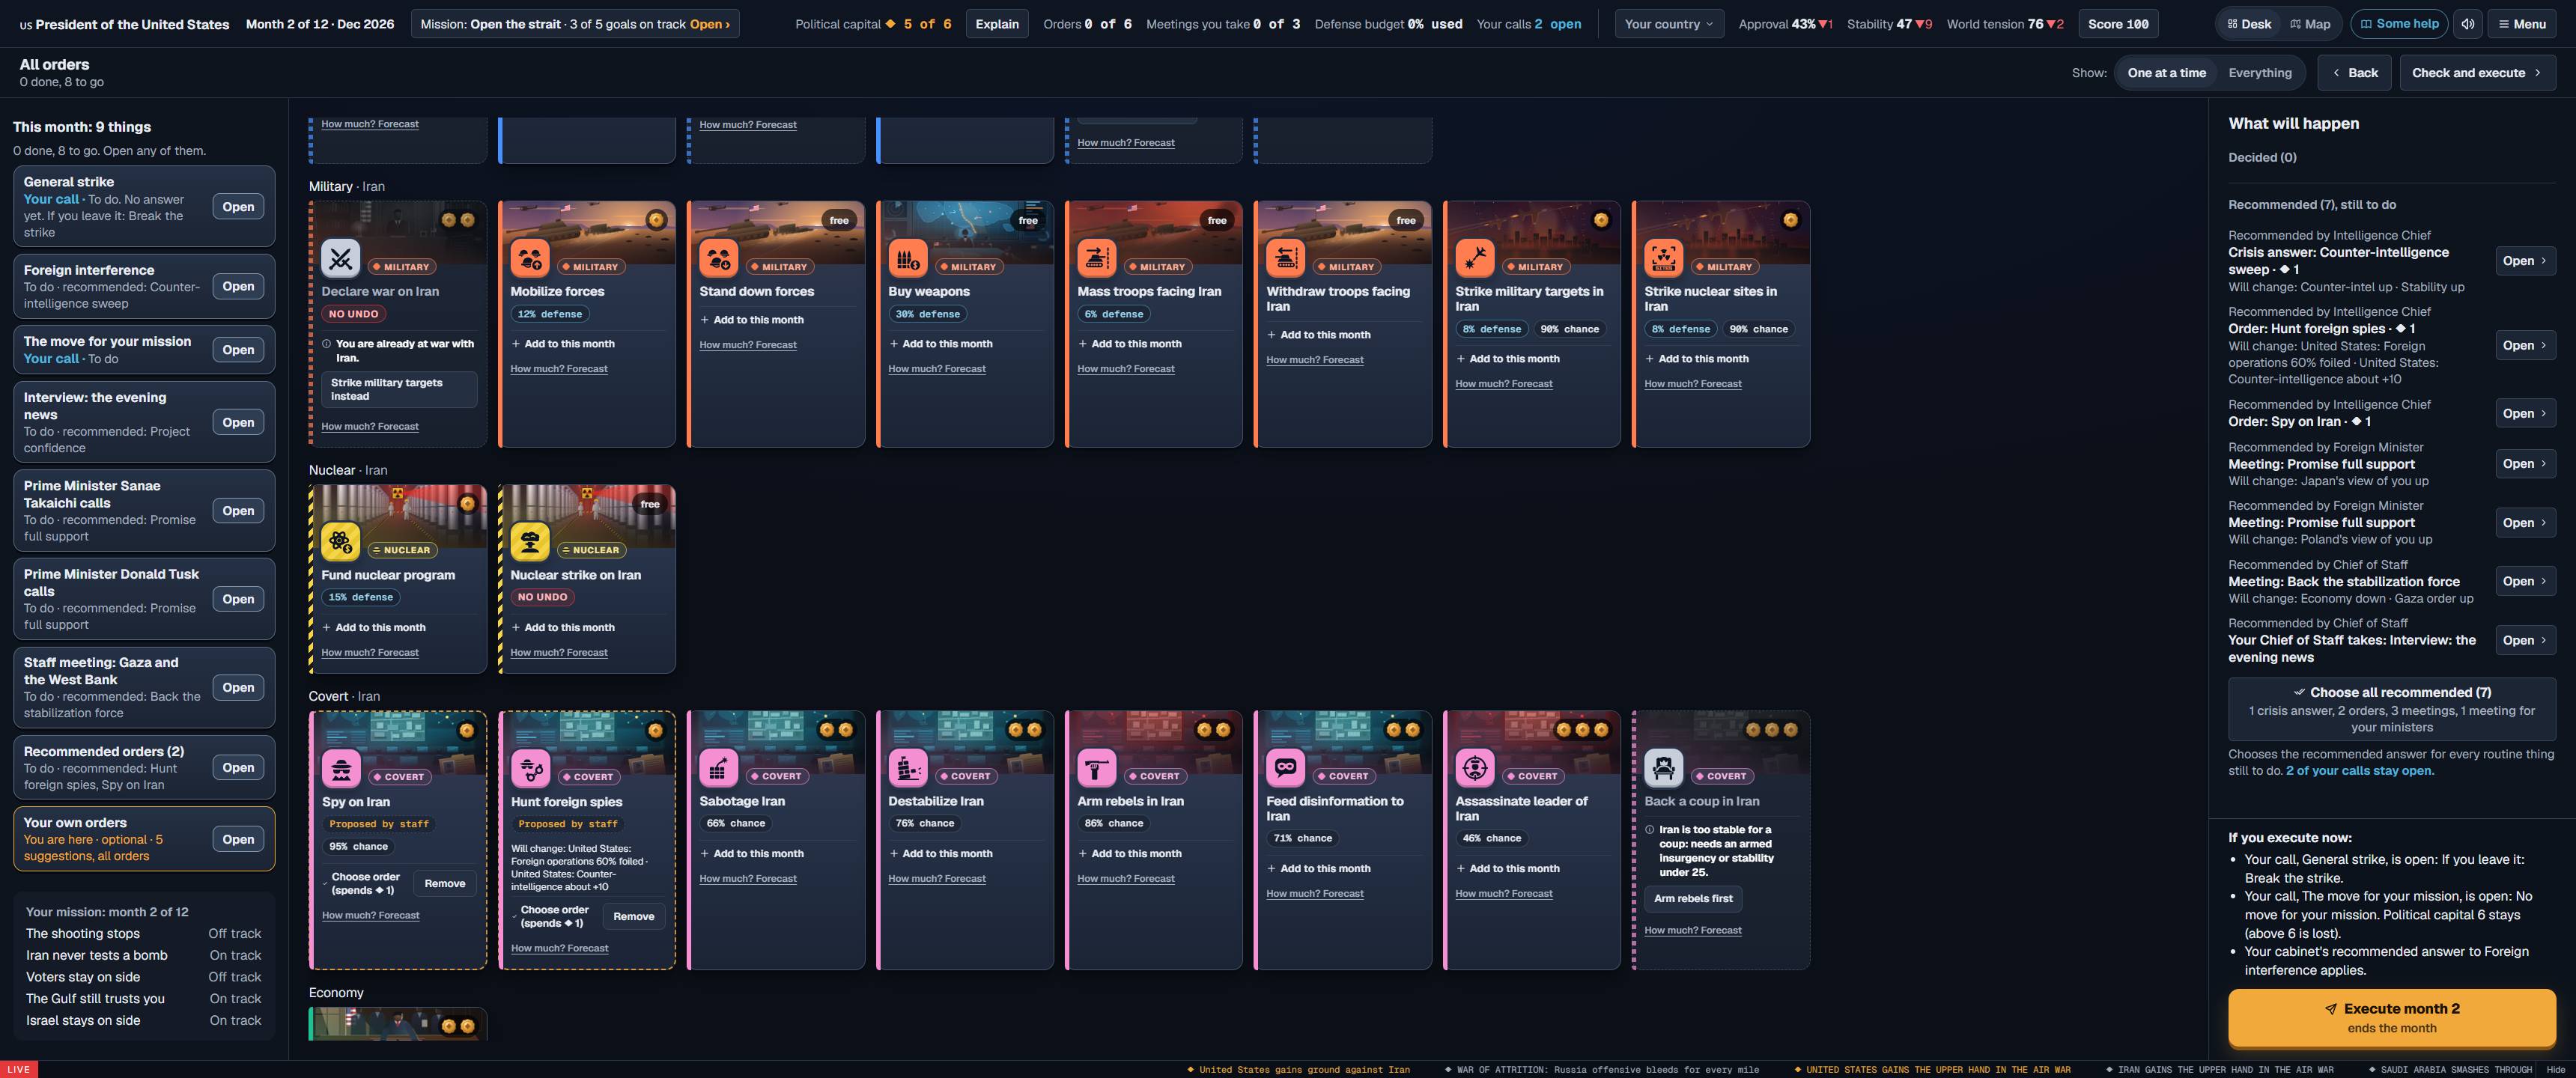 US President of the United States Month 2 of 12 · Dec 2026 Mission: Open the strait · 3 of 5 goals on track Open › Political capital 5 of 6 Explain Orders 0 of 6 Meetings you take 0 of 3 Defense budget 0% used Your calls 2 open Your country Approval 43% ▼1 Stability 47 ▼9 World tension 76 ▼2 Score 100 Desk Map Some help Menu
All orders
0 done, 8 to go
Show: One at a time Everything Back Check and execute
This month: 9 things
0 done, 8 to go. Open any of them.
General strike
Your call · To do. No answer
yet. If you leave it: Break the
strike
Open
Foreign interference
To do · recommended: Counter-
intelligence sweep
Open
The move for your mission
Your call · To do
Open
Interview: the evening
news
To do · recommended: Project
confidence
Open
Prime Minister Sanae
Takaichi calls
To do · recommended: Promise
full support
Open
Prime Minister Donald Tusk
calls
To do · recommended: Promise
full support
Open
Staff meeting: Gaza and
the West Bank
To do · recommended: Back the
stabilization force
Open
Recommended orders (2)
To do · recommended: Hunt
foreign spies, Spy on Iran
Open
Your own orders
You are here · optional · 5
suggestions, all orders
Open
Your mission: month 2 of 12
The shooting stops Off track
Iran never tests a bomb On track
Voters stay on side Off track
The Gulf still trusts you On track
Israel stays on side On track
How much? Forecast
How much? Forecast
How much? Forecast
Military · Iran
MILITARY
Declare war on Iran
NO UNDO
You are already at war with
Iran.
Strike military targets
instead
How much? Forecast
MILITARY
Mobilize forces
12% defense
+ Add to this month
How much? Forecast
free
MILITARY
Stand down forces
+ Add to this month
How much? Forecast
free
MILITARY
Buy weapons
30% defense
+ Add to this month
How much? Forecast
free
MILITARY
Mass troops facing Iran
6% defense
+ Add to this month
How much? Forecast
free
MILITARY
Withdraw troops facing
Iran
+ Add to this month
How much? Forecast
MILITARY
Strike military targets in
Iran
8% defense 90% chance
+ Add to this month
How much? Forecast
MILITARY
Strike nuclear sites in
Iran
8% defense 90% chance
+ Add to this month
How much? Forecast
Nuclear · Iran
NUCLEAR
Fund nuclear program
15% defense
+ Add to this month
How much? Forecast
free
NUCLEAR
Nuclear strike on Iran
NO UNDO
+ Add to this month
How much? Forecast
Covert · Iran
COVERT
Spy on Iran
Proposed by staff
95% chance
Choose order
(spends ◆ 1)
Remove
How much? Forecast
COVERT
Hunt foreign spies
Proposed by staff
Will change: United States:
Foreign operations 60% foiled ·
United States: Counter-
intelligence about +10
Choose order
(spends ◆ 1)
Remove
How much? Forecast
COVERT
Sabotage Iran
66% chance
+ Add to this month
How much? Forecast
COVERT
Destabilize Iran
76% chance
+ Add to this month
How much? Forecast
COVERT
Arm rebels in Iran
86% chance
+ Add to this month
How much? Forecast
COVERT
Feed disinformation to
Iran
71% chance
+ Add to this month
How much? Forecast
COVERT
Assassinate leader of
Iran
46% chance
+ Add to this month
How much? Forecast
COVERT
Back a coup in Iran
Iran is too stable for a
coup: needs an armed
insurgency or stability
under 25.
Arm rebels first
How much? Forecast
Economy
What will happen
Decided (0)
Recommended (7), still to do
Recommended by Intelligence Chief
Crisis answer: Counter-intelligence
sweep · ◆ 1
Will change: Counter-intel up · Stability up
Open
Recommended by Intelligence Chief
Order: Hunt foreign spies · ◆ 1
Will change: United States: Foreign
operations 60% foiled · United States:
Counter-intelligence about +10
Open
Recommended by Intelligence Chief
Order: Spy on Iran · ◆ 1
Open
Recommended by Foreign Minister
Meeting: Promise full support
Will change: Japan's view of you up
Open
Recommended by Foreign Minister
Meeting: Promise full support
Will change: Poland's view of you up
Open
Recommended by Chief of Staff
Meeting: Back the stabilization force
Will change: Economy down · Gaza order up
Open
Recommended by Chief of Staff
Your Chief of Staff takes: Interview: the
evening news
Open
Choose all recommended (7)
1 crisis answer, 2 orders, 3 meetings, 1 meeting for
your ministers
Chooses the recommended answer for every routine thing
still to do. 2 of your calls stay open.
If you execute now:
• Your call, General strike, is open: If you leave it:
Break the strike.
• Your call, The move for your mission, is open: No
move for your mission. Political capital 6 stays
(above 6 is lost).
• Your cabinet's recommended answer to Foreign
interference applies.
Execute month 2
ends the month
LIVE ◆ United States gains ground against Iran ◆ WAR OF ATTRITION: Russia offensive bleeds for every mile ◆ UNITED STATES GAINS THE UPPER HAND IN THE AIR WAR ◆ IRAN GAINS THE UPPER HAND IN THE AIR WAR ◆ SAUDI ARABIA SMASHES THROUGH Hide